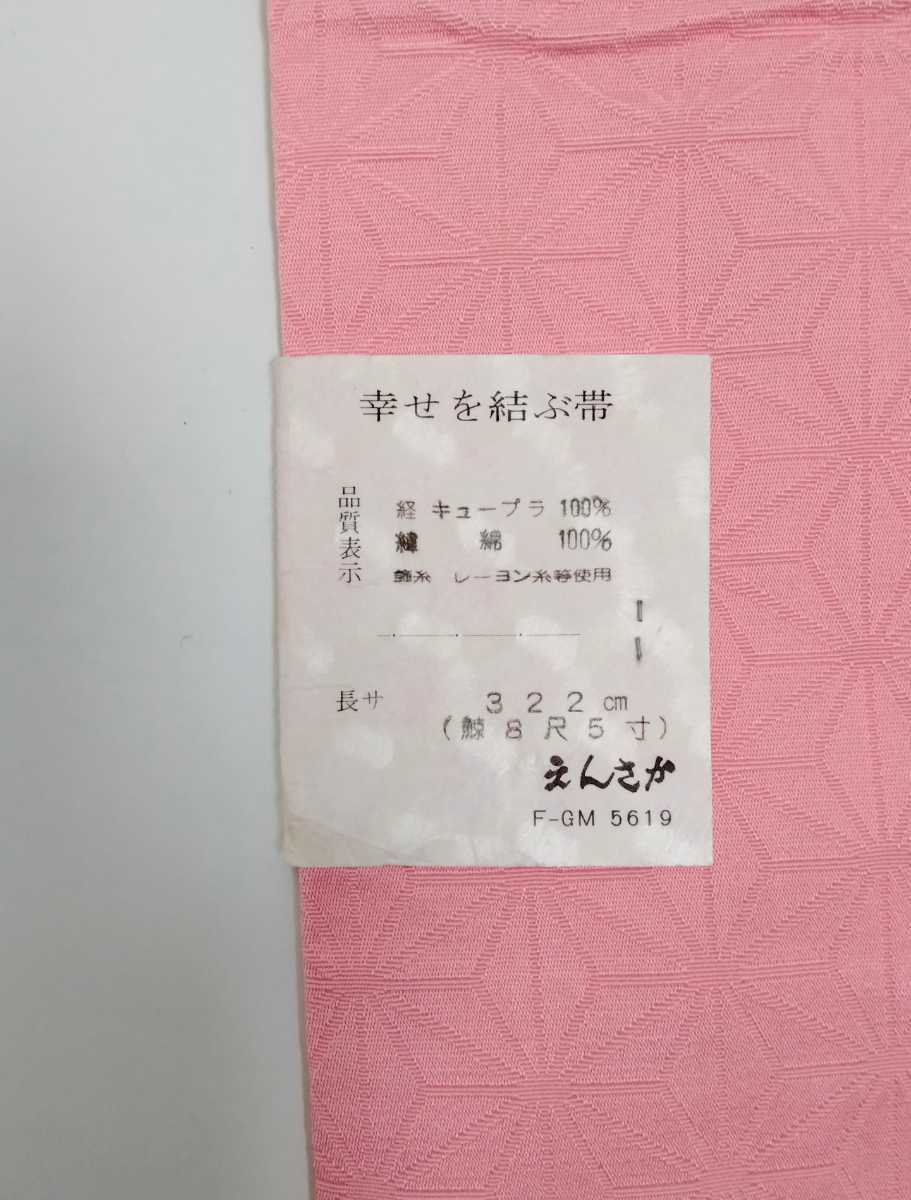 幸せを結ぶ帯
品質表示
経 キュープラ 100%
緯 綿 100%
飾糸 レーヨン糸等使用
長サ 322cm
(鯨8尺5寸)
えんさか
F-GM 5619